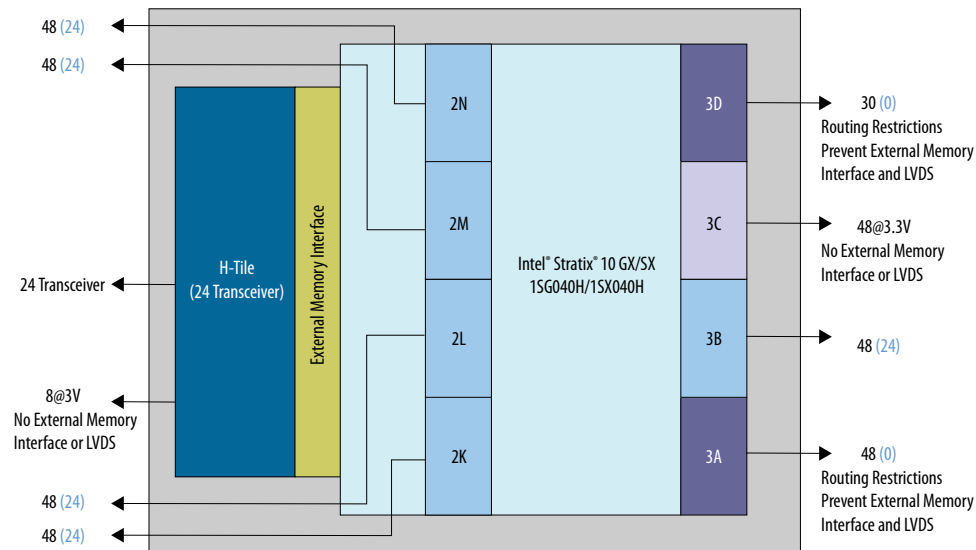 48 (24)
48 (24)
24 Transceiver
8@3V
No External Memory
Interface or LVDS
48 (24)
48 (24)
H-Tile
(24 Transceiver)
External Memory Interface
2N
2M
2L
2K
Intel® Stratix® 10 GX/SX
1SG040H/1SX040H
3D
3C
3B
3A
30 (0)
Routing Restrictions
Prevent External Memory
Interface and LVDS
48@3.3V
No External Memory
Interface or LVDS
48 (24)
48 (0)
Routing Restrictions
Prevent External Memory
Interface and LVDS